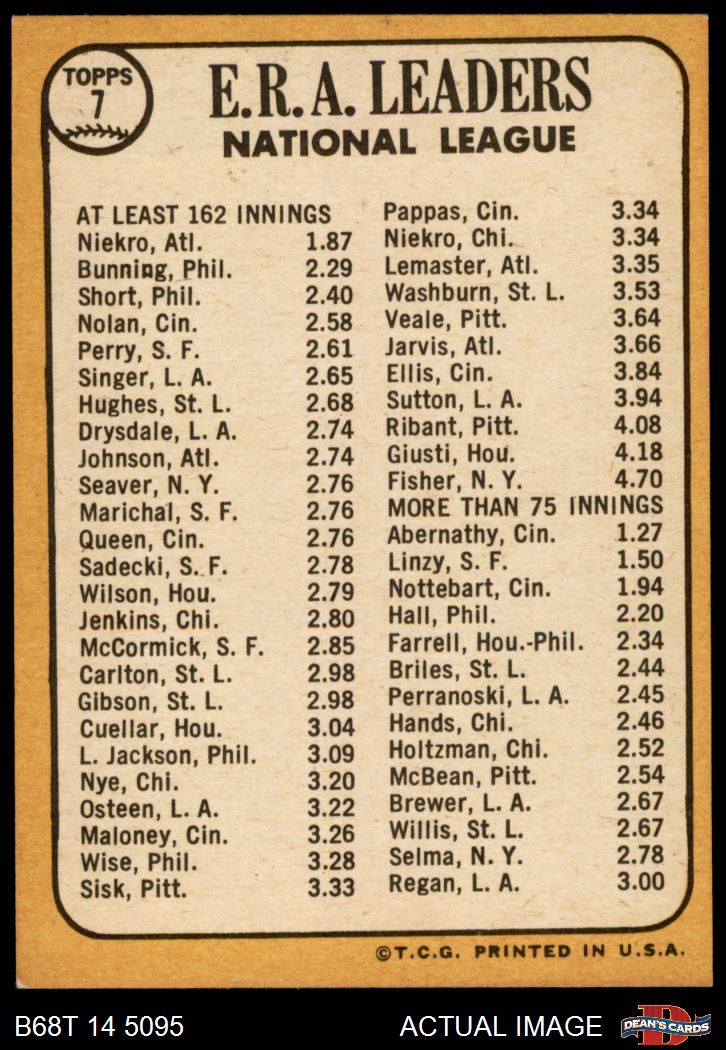 TOPPS
7
E.R.A. LEADERS
NATIONAL LEAGUE
AT LEAST 162 INNINGS
Niekro, Atl. 1.87
Bunning, Phil. 2.29
Short, Phil. 2.40
Nolan, Cin. 2.58
Perry, S. F. 2.61
Singer, L. A. 2.65
Hughes, St. L. 2.68
Drysdale, L. A. 2.74
Johnson, Atl. 2.74
Seaver, N. Y. 2.76
Marichal, S. F. 2.76
Queen, Cin. 2.76
Sadecki, S. F. 2.78
Wilson, Hou. 2.79
Jenkins, Chi. 2.80
McCormick, S. F. 2.85
Carlton, St. L. 2.98
Gibson, St. L. 2.98
Cuellar, Hou. 3.04
L. Jackson, Phil. 3.09
Nye, Chi. 3.20
Osteen, L. A. 3.22
Maloney, Cin. 3.26
Wise, Phil. 3.28
Sisk, Pitt. 3.33
Pappas, Cin. 3.34
Niekro, Chi. 3.34
Lemaster, Atl. 3.35
Washburn, St. L. 3.53
Veale, Pitt. 3.64
Jarvis, Atl. 3.66
Ellis, Cin. 3.84
Sutton, L. A. 3.94
Ribant, Pitt. 4.08
Giusti, Hou. 4.18
Fisher, N. Y. 4.70
MORE THAN 75 INNINGS
Abernathy, Cin. 1.27
Linzy, S. F. 1.50
Nottebart, Cin. 1.94
Hall, Phil. 2.20
Farrell, Hou.-Phil. 2.34
Briles, St. L. 2.44
Perranoski, L. A. 2.45
Hands, Chi. 2.46
Holtzman, Chi. 2.52
McBean, Pitt. 2.54
Brewer, L. A. 2.67
Willis, St. L. 2.67
Selma, N. Y. 2.78
Regan, L. A. 3.00
©T.C.G. PRINTED IN U.S.A.
B68T 14 5095 ACTUAL IMAGE
D
DEAN'S CARDS